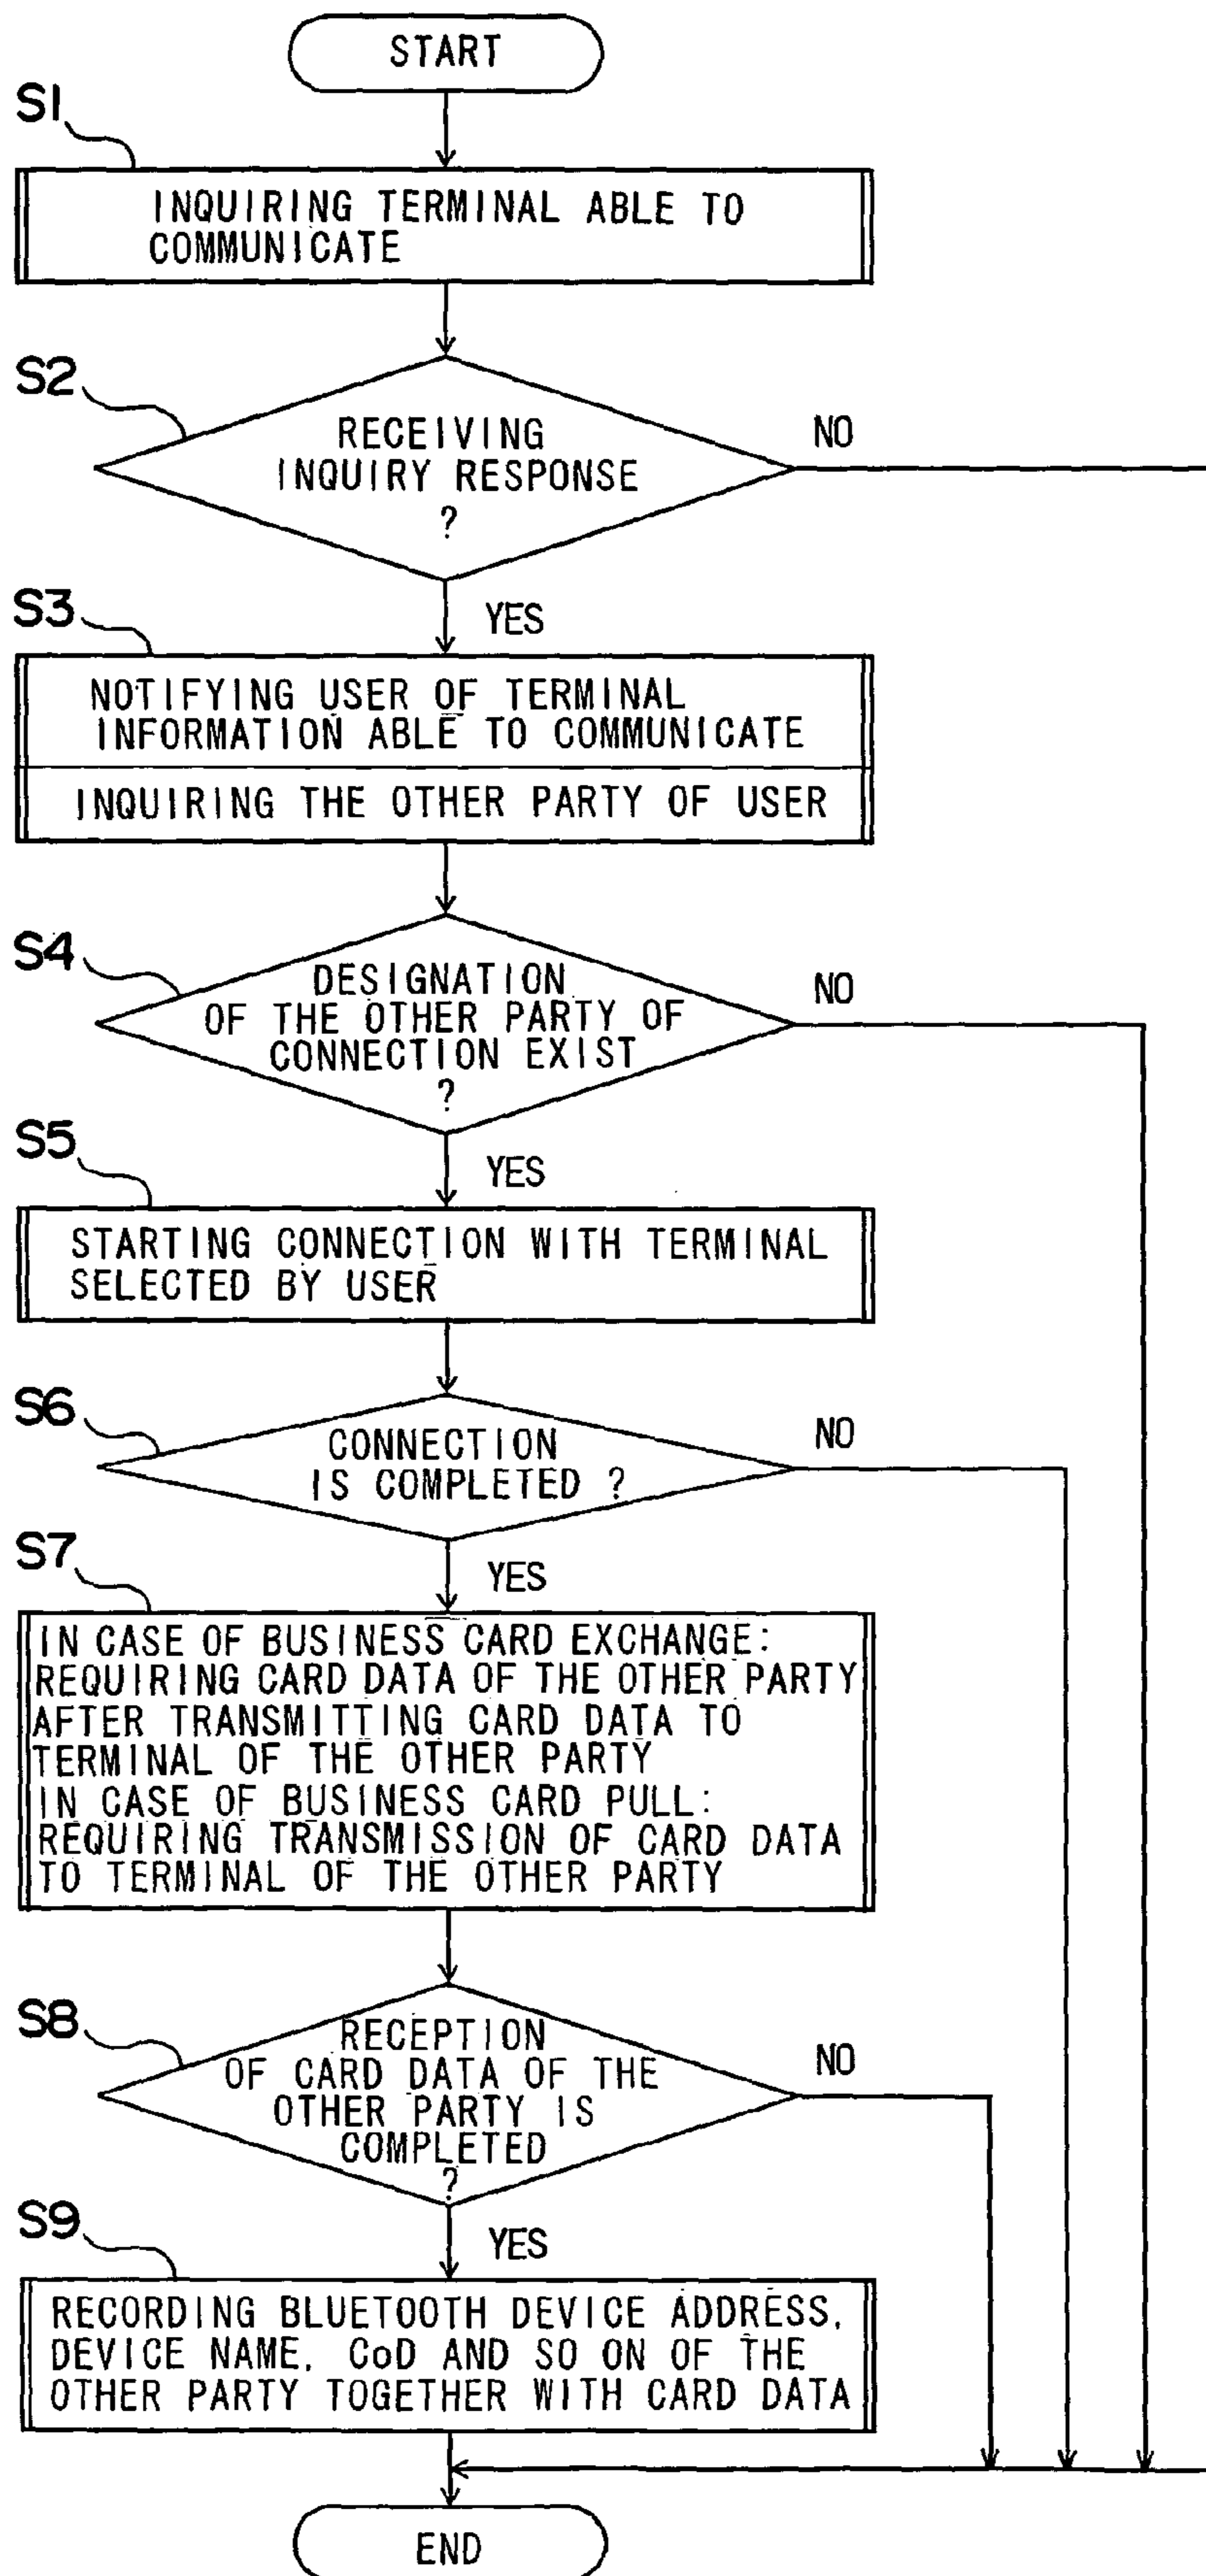 START
S1
INQUIRING TERMINAL ABLE TO
COMMUNICATE
S2
RECEIVING
INQUIRY RESPONSE
?
NO
YES
S3
NOTIFYING USER OF TERMINAL
INFORMATION ABLE TO COMMUNICATE
INQUIRING THE OTHER PARTY OF USER
S4
DESIGNATION
OF THE OTHER PARTY OF
CONNECTION EXIST
?
NO
YES
S5
STARTING CONNECTION WITH TERMINAL
SELECTED BY USER
S6
CONNECTION
IS COMPLETED ?
NO
YES
S7
IN CASE OF BUSINESS CARD EXCHANGE:
REQUIRING CARD DATA OF THE OTHER PARTY
AFTER TRANSMITTING CARD DATA TO
TERMINAL OF THE OTHER PARTY
IN CASE OF BUSINESS CARD PULL:
REQUIRING TRANSMISSION OF CARD DATA
TO TERMINAL OF THE OTHER PARTY
S8
RECEPTION
OF CARD DATA OF THE
OTHER PARTY IS
COMPLETED
?
NO
YES
S9
RECORDING BLUETOOTH DEVICE ADDRESS,
DEVICE NAME, CoD AND SO ON OF THE
OTHER PARTY TOGETHER WITH CARD DATA
END